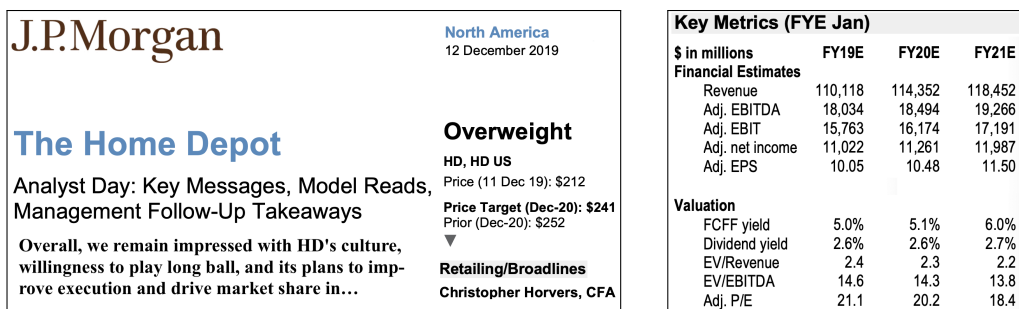 J.P.Morgan
North America
12 December 2019
The Home Depot
Analyst Day: Key Messages, Model Reads,
Management Follow-Up Takeaways
Overall, we remain impressed with HD's culture,
willingness to play long ball, and its plans to imp-
rove execution and drive market share in…
Overweight
HD, HD US
Price (11 Dec 19): $212
Price Target (Dec-20): $241
Prior (Dec-20): $252
Retailing/Broadlines
Christopher Horvers, CFA
Key Metrics (FYE Jan)
$ in millions FY19E FY20E FY21E
Financial Estimates
Revenue 110,118 114,352 118,452
Adj. EBITDA 18,034 18,494 19,266
Adj. EBIT 15,763 16,174 17,191
Adj. net income 11,022 11,261 11,987
Adj. EPS 10.05 10.48 11.50
Valuation
FCFF yield 5.0% 5.1% 6.0%
Dividend yield 2.6% 2.6% 2.7%
EV/Revenue 2.4 2.3 2.2
EV/EBITDA 14.6 14.3 13.8
Adj. P/E 21.1 20.2 18.4